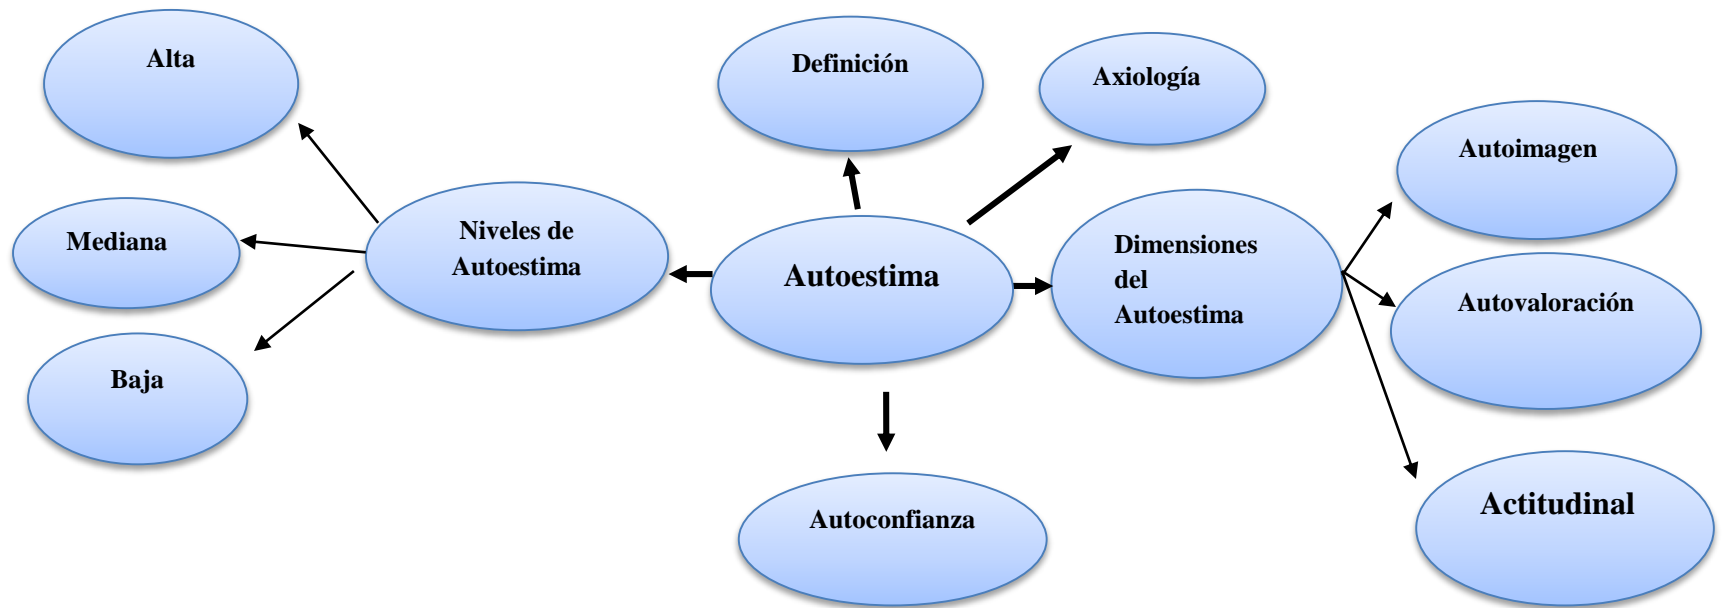 Alta
Definición
Axiología
Autoimagen
Mediana
Niveles de
Autoestima
Autoestima
Dimensiones
del
Autoestima
Autovaloración
Baja
Autoconfianza
Actitudinal